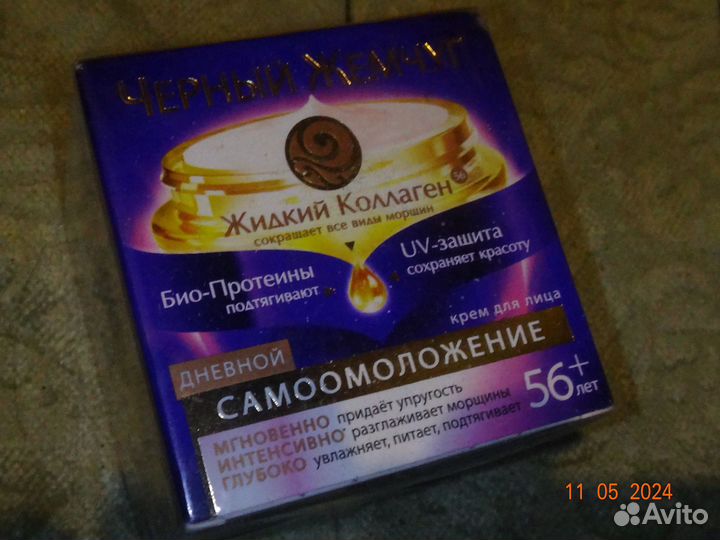 ЧЕРНЫЙ ЖЕМЧУГ
Жидкий Коллаген 56
сокращает все виды морщин
Био-Протеины
подтягивают
UV-защита
сохраняет красоту
крем для лица
ДНЕВНОЙ
САМООМОЛОЖЕНИЕ
МГНОВЕННО придаёт упругость
ИНТЕНСИВНО разглаживает морщины
ГЛУБОКО увлажняет, питает, подтягивает
56+
лет
11 05 2024
Avito